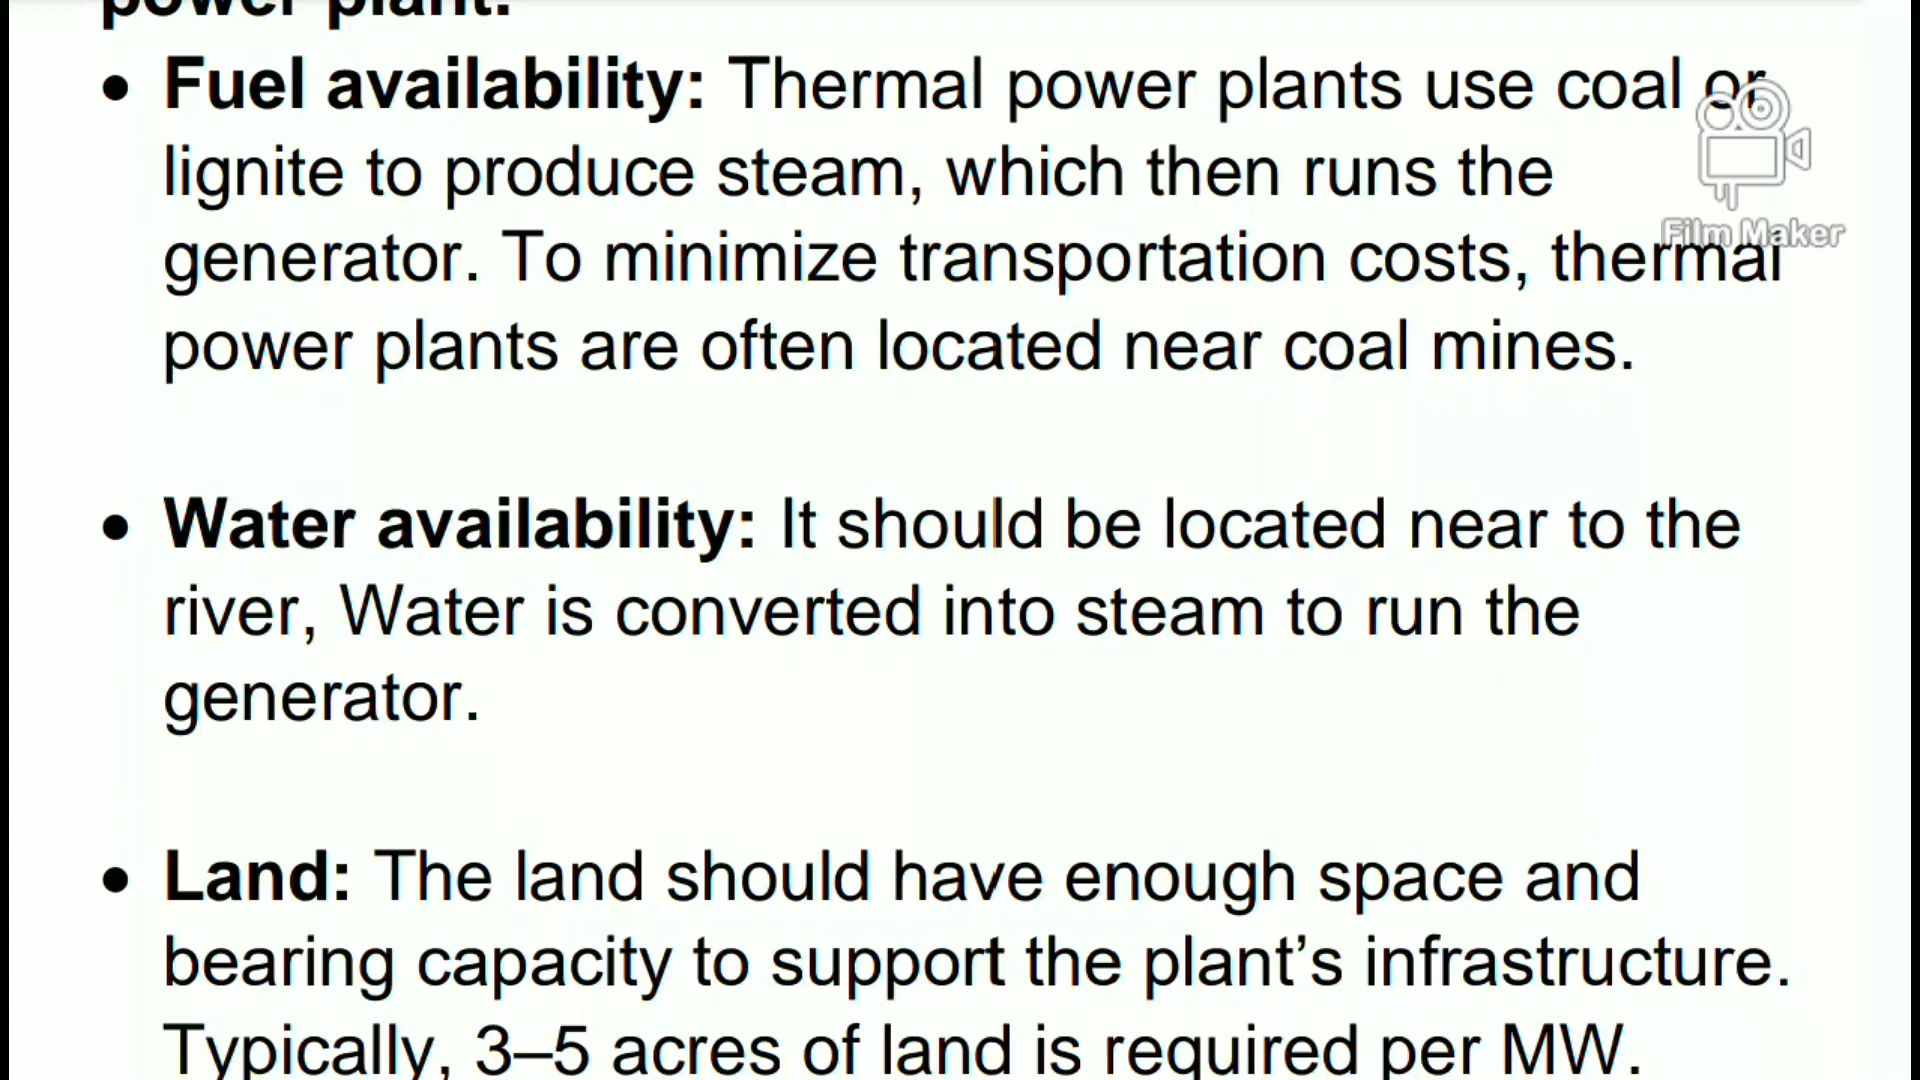 power plant:
• Fuel availability: Thermal power plants use coal or
lignite to produce steam, which then runs the
generator. To minimize transportation costs, thermal
power plants are often located near coal mines.
• Water availability: It should be located near to the
river, Water is converted into steam to run the
generator.
• Land: The land should have enough space and
bearing capacity to support the plant’s infrastructure.
Typically, 3–5 acres of land is required per MW.
Film Maker